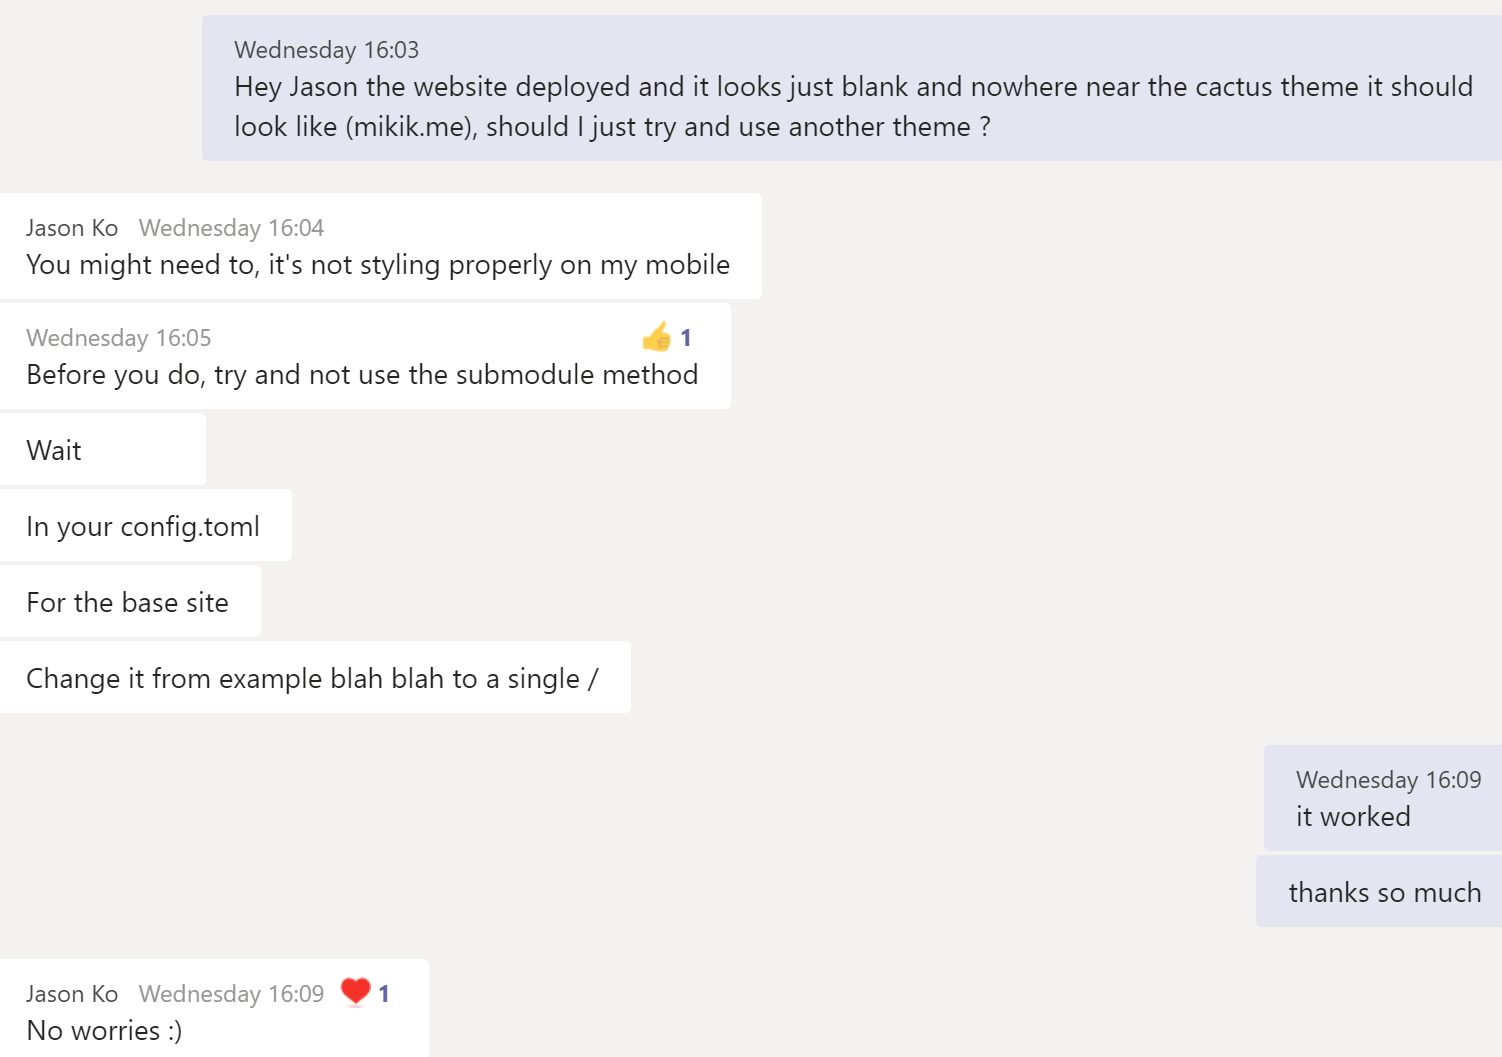 Wednesday 16:03
Hey Jason the website deployed and it looks just blank and nowhere near the cactus theme it should
look like (mikik.me), should I just try and use another theme ?
Jason Ko Wednesday 16:04
You might need to, it's not styling properly on my mobile
Wednesday 16:05 👍 1
Before you do, try and not use the submodule method
Wait
In your config.toml
For the base site
Change it from example blah blah to a single /
Wednesday 16:09
it worked
thanks so much
Jason Ko Wednesday 16:09 ❤️ 1
No worries :)